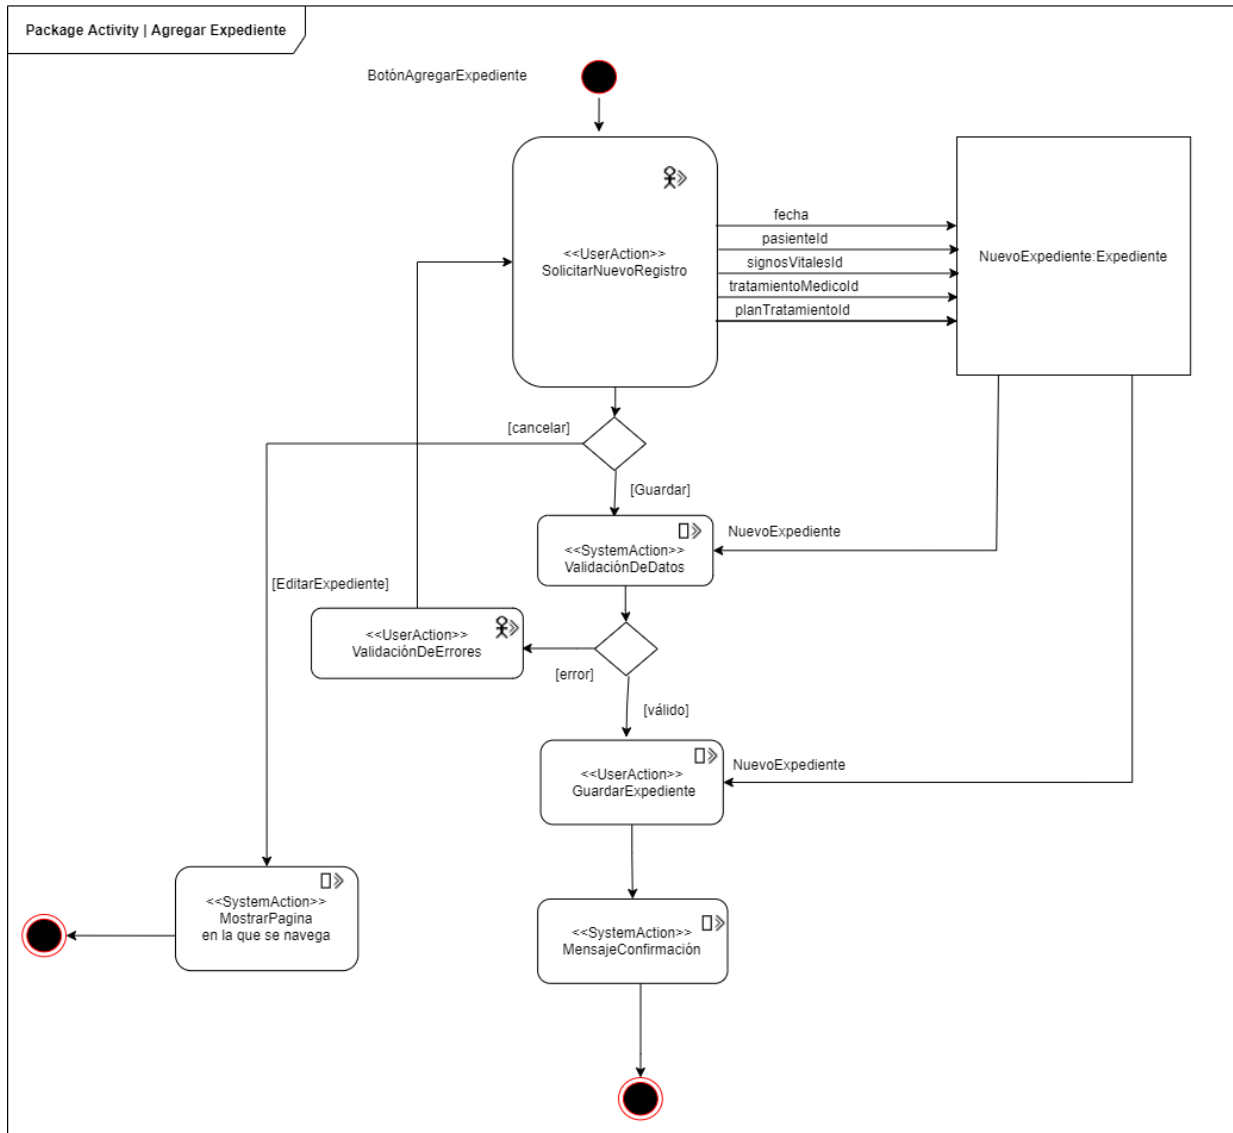 Package Activity | Agregar Expediente
BotónAgregarExpediente
<<UserAction>>
SolicitarNuevoRegistro
fecha
pasienteId
signosVitalesId
tratamientoMedicoId
planTratamientoId
NuevoExpediente:Expediente
[cancelar]
[Guardar]
<<SystemAction>>
ValidaciónDeDatos
NuevoExpediente
[EditarExpediente]
<<UserAction>>
ValidaciónDeErrores
[error]
[válido]
<<UserAction>>
GuardarExpediente
NuevoExpediente
<<SystemAction>>
MostrarPagina
en la que se navega
<<SystemAction>>
MensajeConfirmación